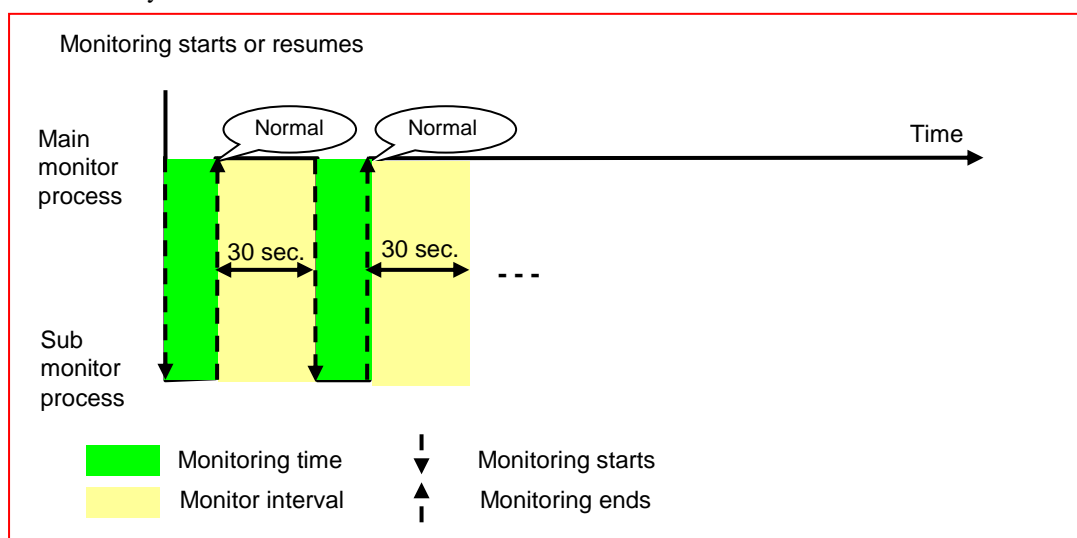 Monitoring starts or resumes
Normal
Normal
Time
Main
monitor
process
30 sec.
30 sec.
Sub
monitor
process
Monitoring time
Monitoring starts
Monitor interval
Monitoring ends